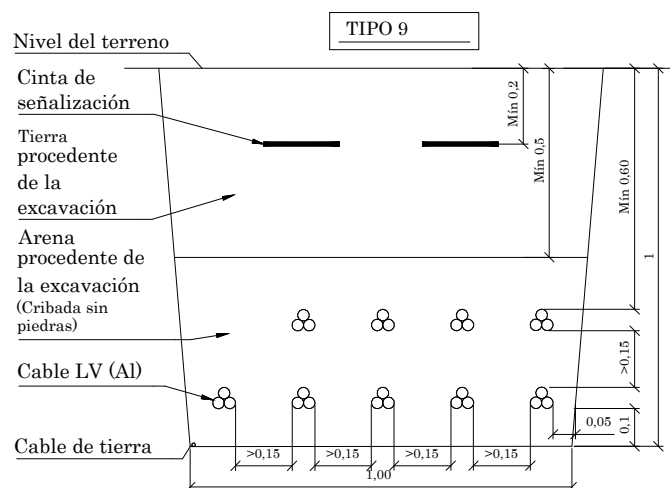 TIPO 9
Nivel del terreno
Cinta de
señalización
Tierra
procedente
de la
excavación
Arena
procedente de
la excavación
(Cribada sin
piedras)
Cable LV (Al)
Cable de tierra
Mín 0,2
Mín 0,5
Mín 0,60
1
>0,15
0,05
0,1
>0,15
>0,15
>0,15
>0,15
1,00